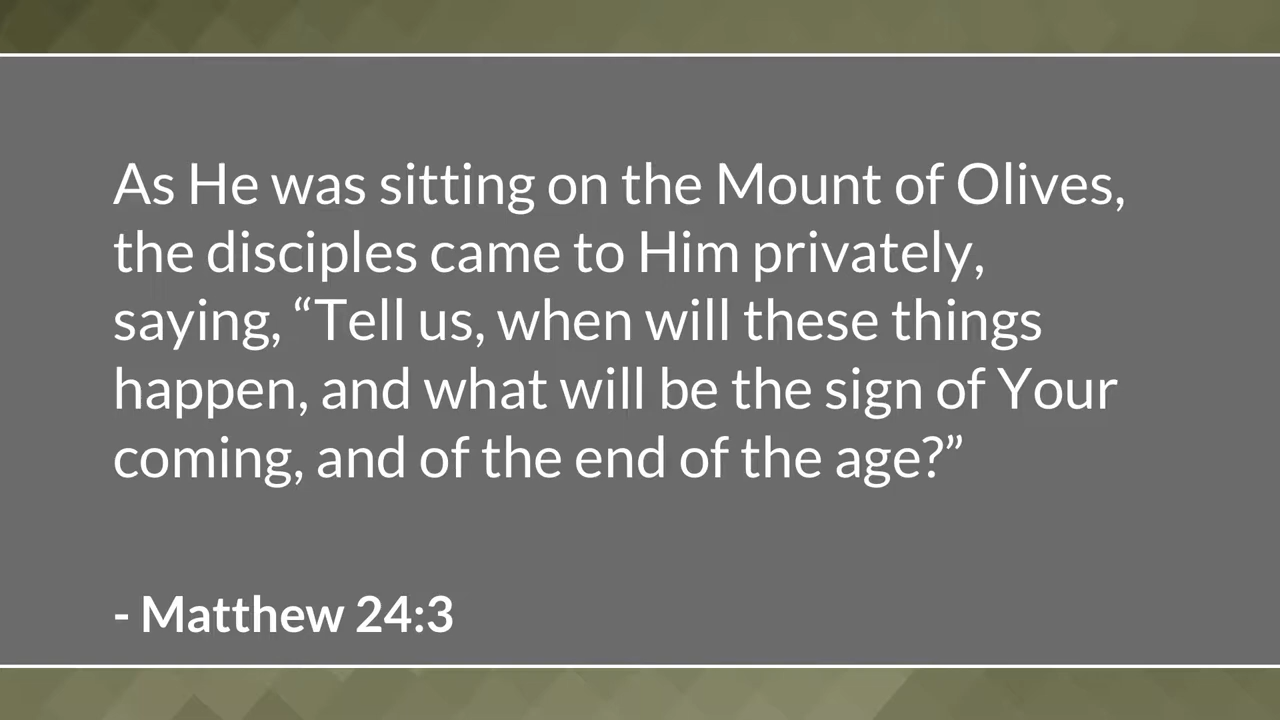 As He was sitting on the Mount of Olives,
the disciples came to Him privately,
saying, “Tell us, when will these things
happen, and what will be the sign of Your
coming, and of the end of the age?”
- Matthew 24:3